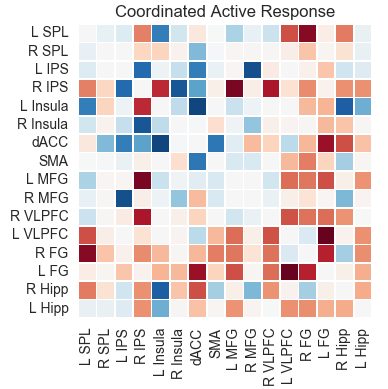 Coordinated Active Response
L SPL
R SPL
L IPS
R IPS
L Insula
R Insula
dACC
SMA
L MFG
R MFG
R VLPFC
L VLPFC
R FG
L FG
R Hipp
L Hipp
L SPL
R SPL
L IPS
R IPS
L Insula
R Insula
dACC
SMA
L MFG
R MFG
R VLPFC
L VLPFC
R FG
L FG
R Hipp
L Hipp